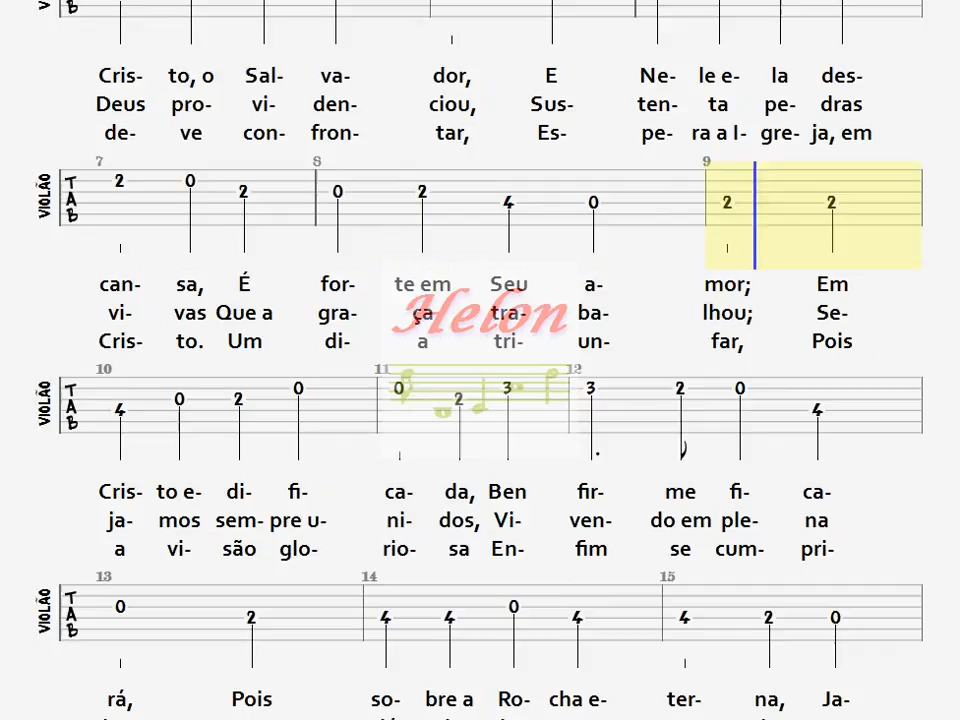 Cris- to, o Sal- va- dor, E Ne- le e- la des-
Deus pro- vi- den- ciou, Sus- ten- ta pe- dras
de- ve con- fron- tar, Es- pe- ra a I- gre- ja, em
7 8 9
VIOLÃO TAB 2 0 2 0 2 4 0 2 2
can- sa, É for- te em Seu a- mor; Em
vi- vas Que a gra- ça tra- ba- lhou; Se-
Cris- to. Um di- a tri- un- far, Pois
Helon
10 11 12
VIOLÃO TAB 4 0 2 0 0 2 3 3 2 0 4
Cris- to e- di- fi- ca- da, Ben fir- me fi- ca-
ja- mos sem- pre u- ni- dos, Vi- ven- do em ple- na
a vi- são glo- rio- sa En- fim se cum- pri-
13 14 15
VIOLÃO TAB 0 2 4 4 0 4 4 2 0
rá, Pois so- bre a Ro- cha e- ter- na, Ja-